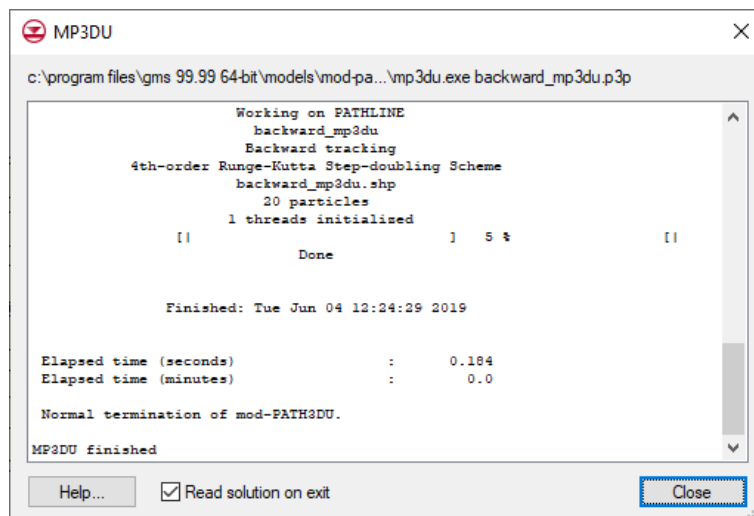 MP3DU
c:\program files\gms 99.99 64-bit\models\mod-pa...\mp3du.exe backward_mp3du.p3p
Working on PATHLINE
backward_mp3du
Backward tracking
4th-order Runge-Kutta Step-doubling Scheme
backward_mp3du.shp
20 particles
1 threads initialized
[| ] 5 % [|
Done
Finished: Tue Jun 04 12:24:29 2019
Elapsed time (seconds) : 0.184
Elapsed time (minutes) : 0.0
Normal termination of mod-PATH3DU.
MP3DU finished
Help... Read solution on exit Close